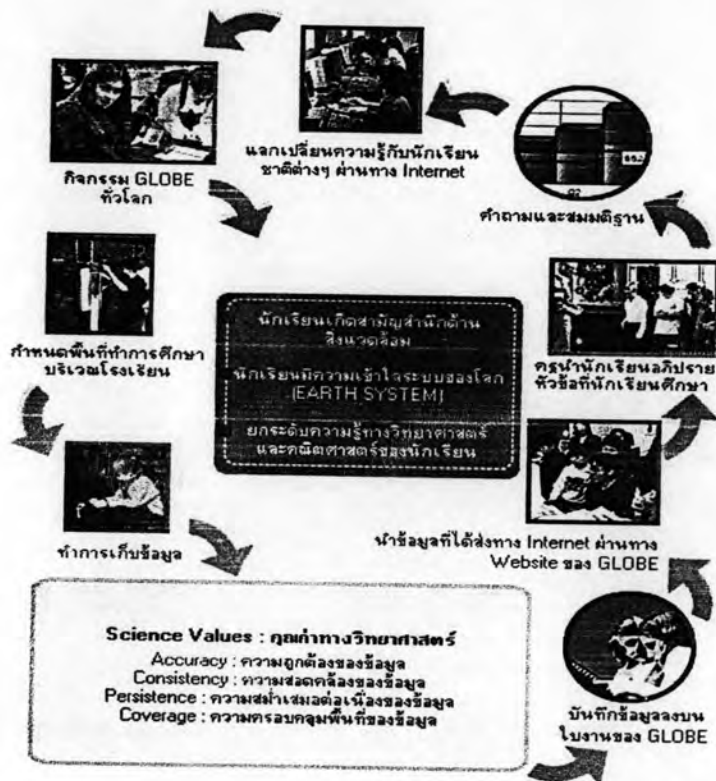 แลกเปลี่ยนความรู้กับนักเรียน
ชาติต่างๆ ผ่านทาง Internet
กิจกรรม GLOBE
ทั่วโลก
คำถามและสมมติฐาน
กำหนดพื้นที่ทำการศึกษา
บริเวณโรงเรียน
นักเรียนเกิดสามัญสำนึกด้าน
สิ่งแวดล้อม
นักเรียนมีความเข้าใจระบบของโลก
(EARTH SYSTEM)
ยกระดับความรู้ทางวิทยาศาสตร์
และคณิตศาสตร์ของนักเรียน
ครูนำนักเรียนอภิปราย
หัวข้อที่นักเรียนศึกษา
ทำการเก็บข้อมูล
นำข้อมูลที่ได้ส่งทาง Internet ผ่านทาง
Website ของ GLOBE
Science Values : คุณค่าทางวิทยาศาสตร์
Accuracy : ความถูกต้องของข้อมูล
Consistency : ความสอดคล้องของข้อมูล
Persistence : ความสม่ำเสมอต่อเนื่องของข้อมูล
Coverage : ความครอบคลุมพื้นที่ของข้อมูล
บันทึกข้อมูลลงบน
ใบงานของ GLOBE